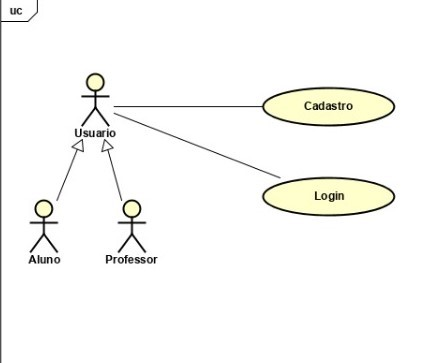 uc
Usuario
Cadastro
Login
Aluno
Professor